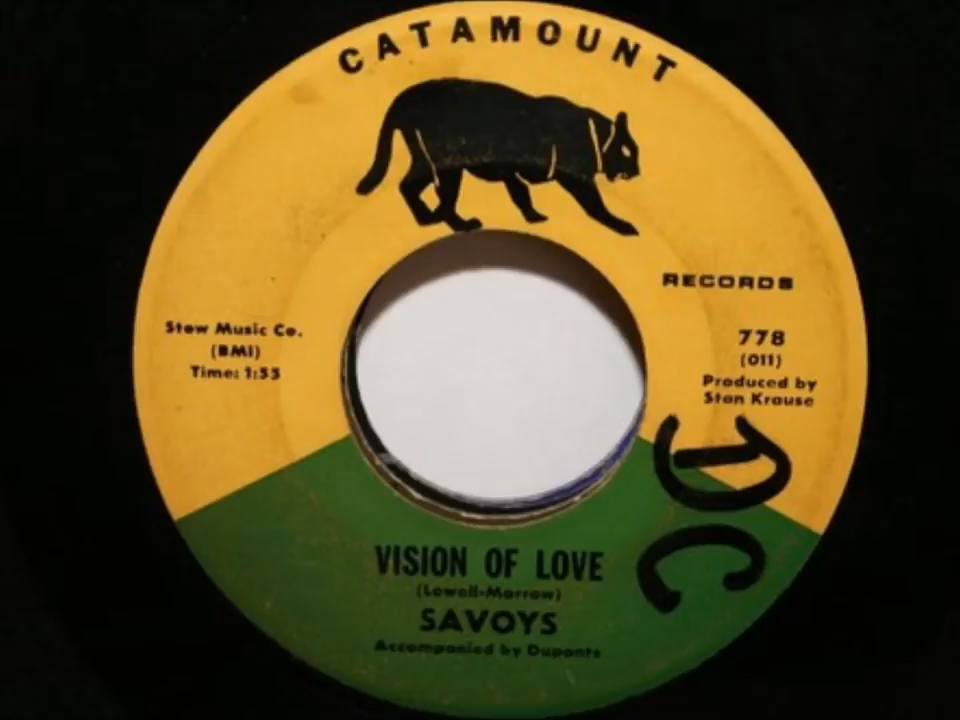 CATAMOUNT
RECORDS
Stow Music Co.
(BMI)
Time: 1:55
778
(011)
Produced by
Stan Krause
DC
VISION OF LOVE
(Lowell-Morrow)
SAVOYS
Accompanied by Duponts